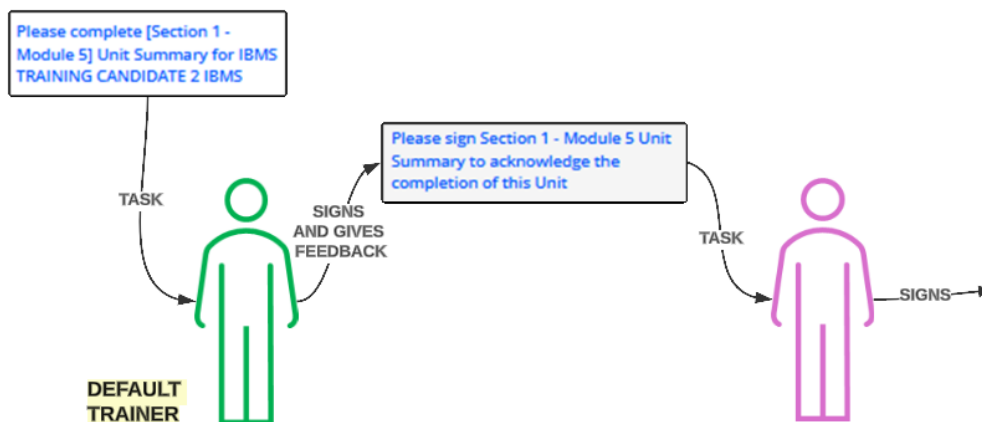 Please complete [Section 1 -
Module 5] Unit Summary for IBMS
TRAINING CANDIDATE 2 IBMS
TASK
DEFAULT
TRAINER
SIGNS
AND GIVES
FEEDBACK
Please sign Section 1 - Module 5 Unit
Summary to acknowledge the
completion of this Unit
TASK
SIGNS